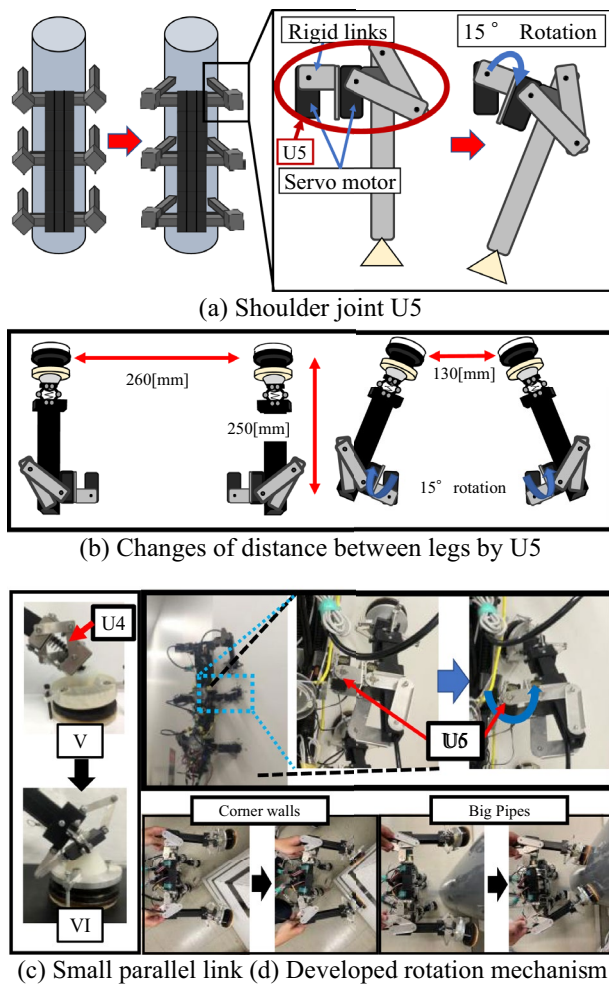 Rigid links
15 ° Rotation
U5
Servo motor
(a) Shoulder joint U5
260[mm]
130[mm]
250[mm]
15° rotation
(b) Changes of distance between legs by U5
U4
V
VI
Corner walls
Big Pipes
(c) Small parallel link (d) Developed rotation mechanism